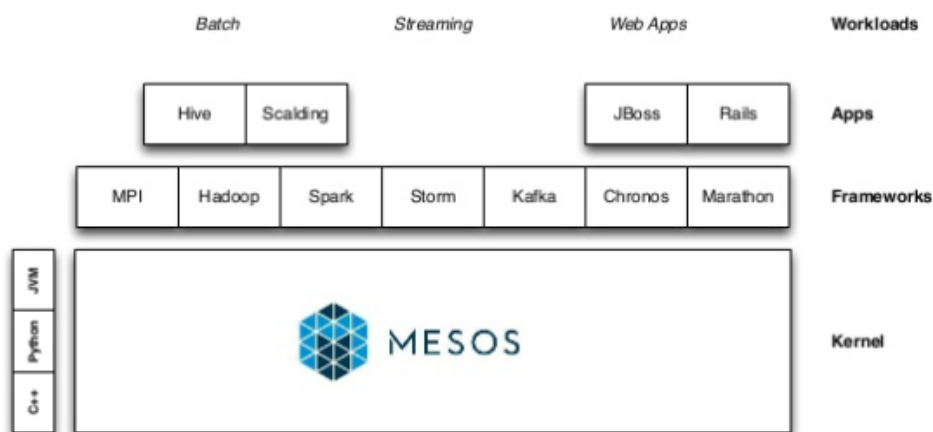 Batch Streaming Web Apps Workloads
Hive Scalding JBoss Rails Apps
MPI Hadoop Spark Storm Kafka Chronos Marathon Frameworks
JVM
Python
C++
MESOS Kernel